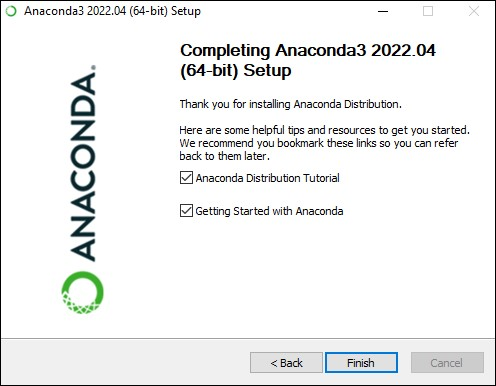 Anaconda3 2022.04 (64-bit) Setup
ANACONDA.
Completing Anaconda3 2022.04
(64-bit) Setup
Thank you for installing Anaconda Distribution.
Here are some helpful tips and resources to get you started.
We recommend you bookmark these links so you can refer
back to them later.
Anaconda Distribution Tutorial
Getting Started with Anaconda
< Back
Finish
Cancel